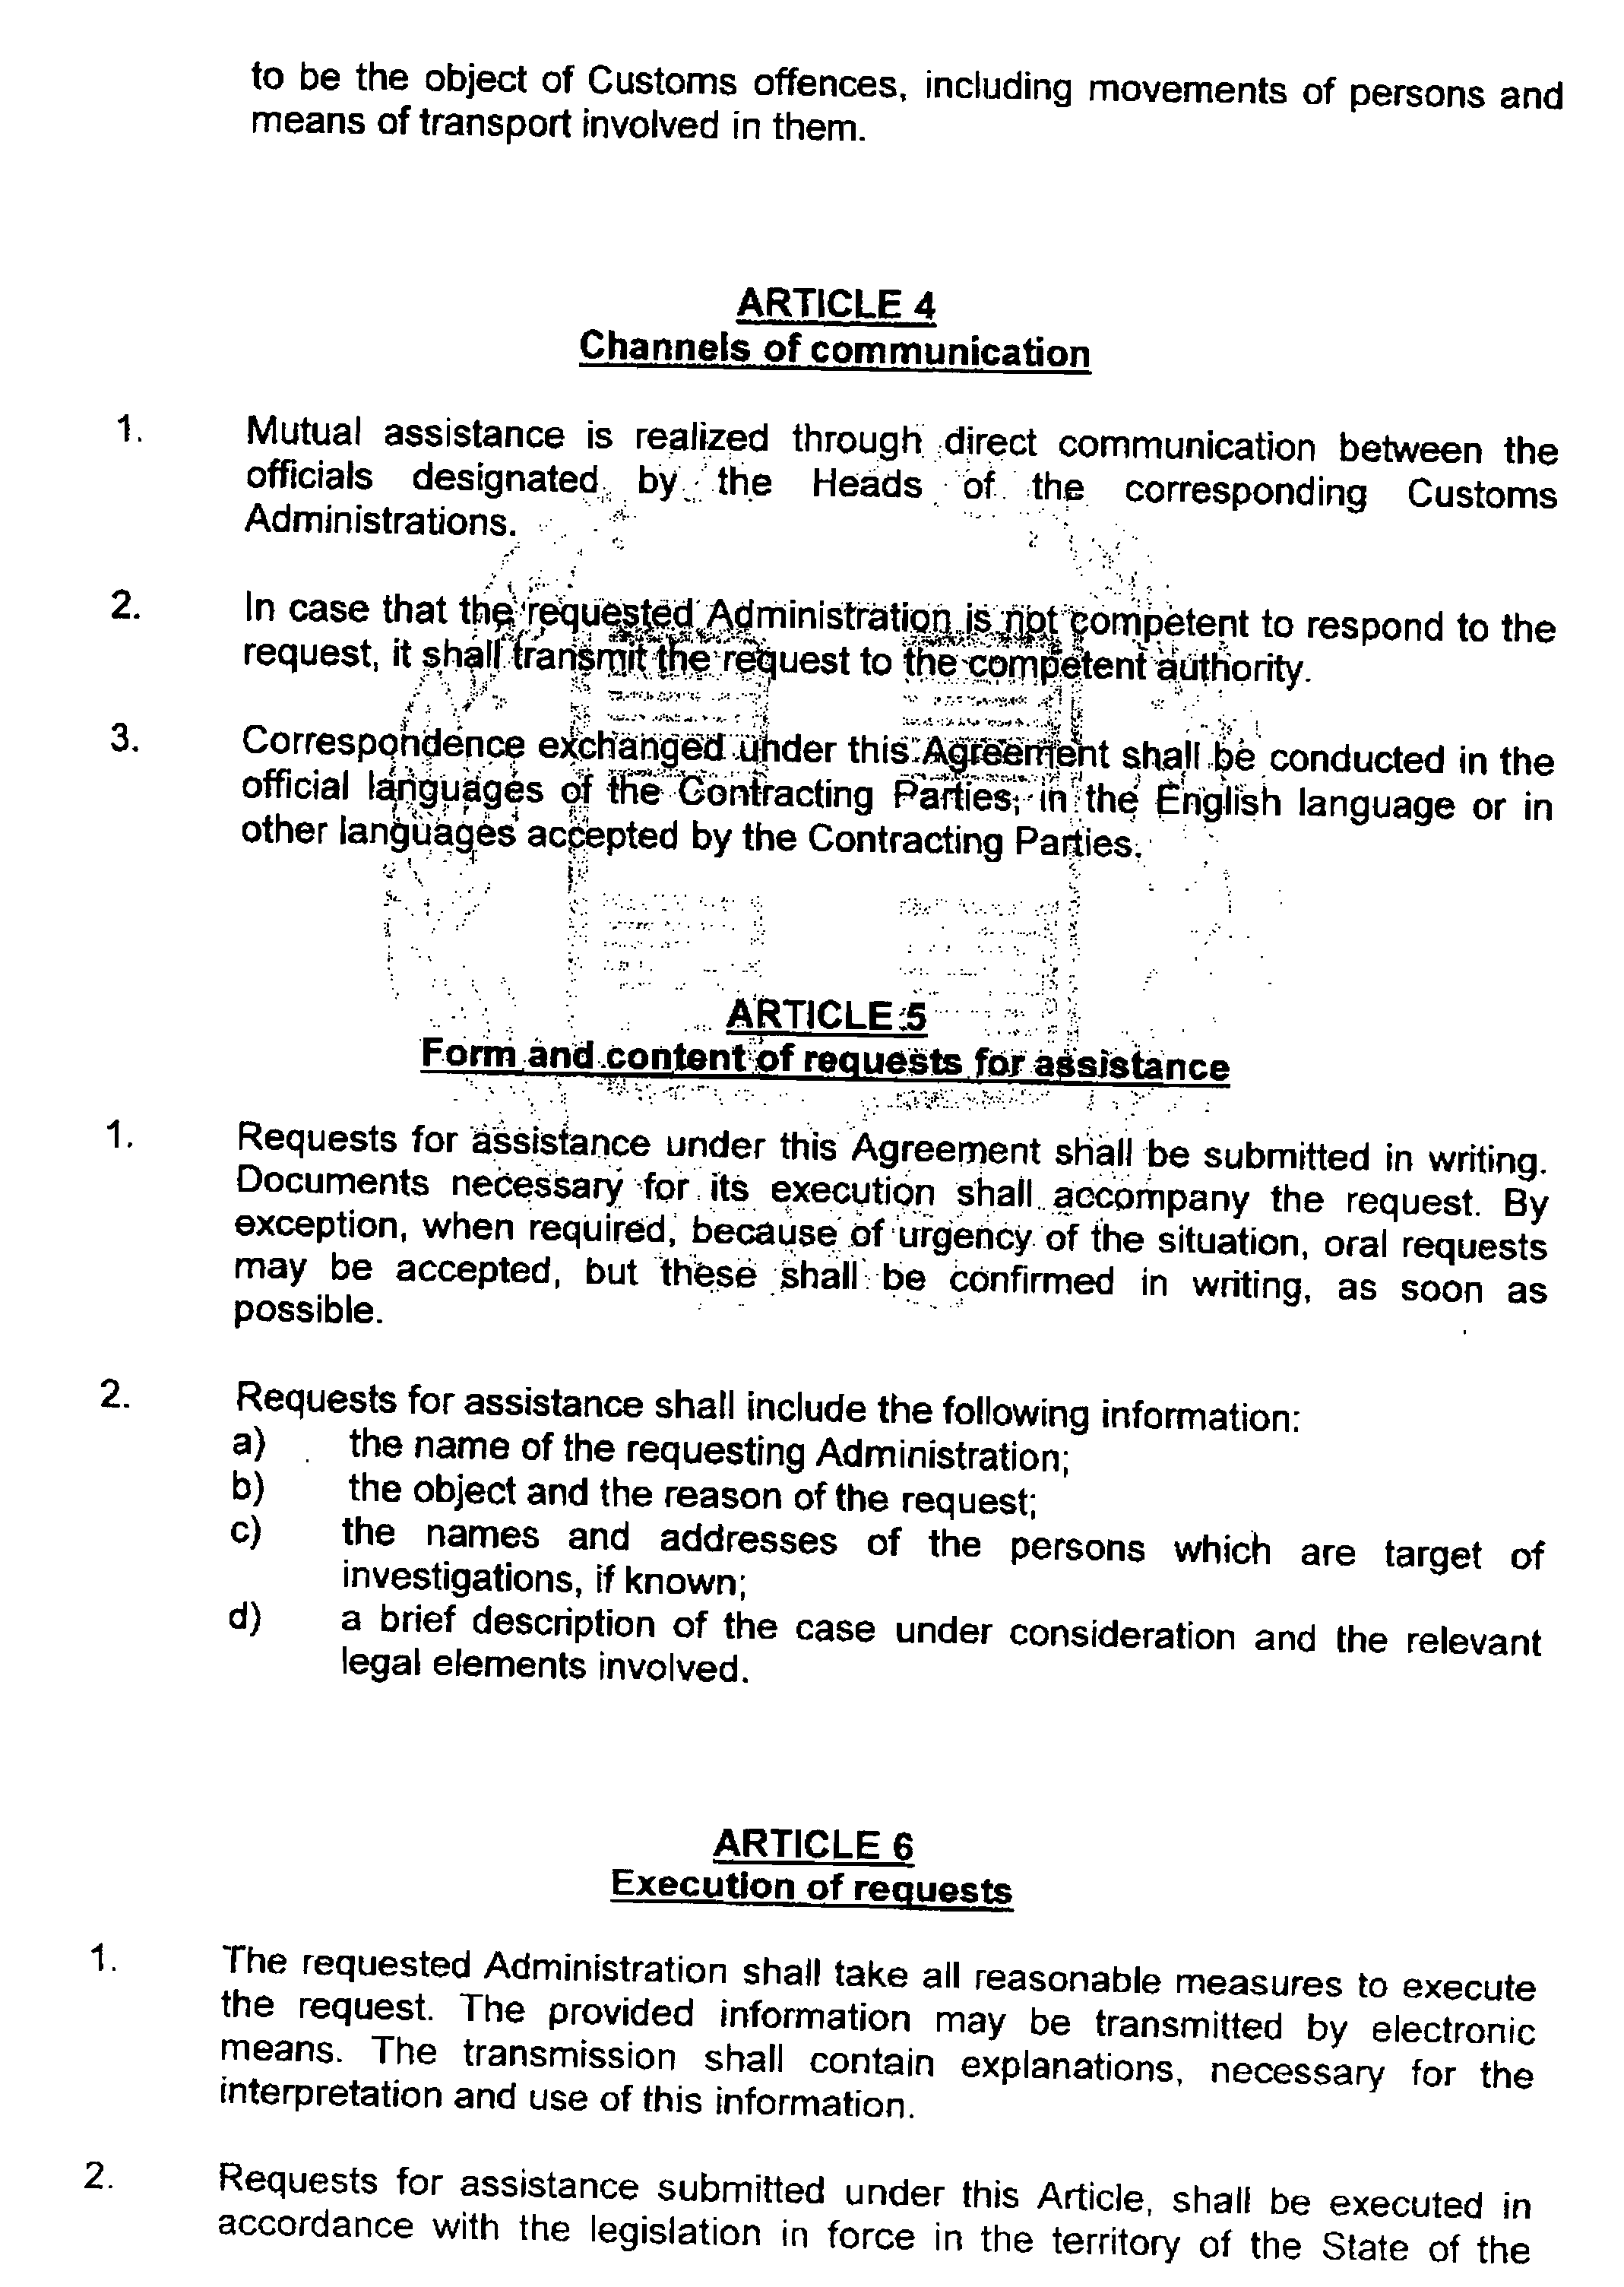 to be the object of Customs offences, including movements of persons and
means of transport involved in them.
ARTICLE 4
Channels of communication
1. Mutual assistance is realized through direct communication between the
officials designated by the Heads of the corresponding Customs
Administrations.
2. In case that the requested Administration is not competent to respond to the
request, it shall transmit the request to the competent authority.
3. Correspondence exchanged under this Agreement shall be conducted in the
official languages of the Contracting Parties, in the English language or in
other languages accepted by the Contracting Parties.
ARTICLE 5
Form and content of requests for assistance
1. Requests for assistance under this Agreement shall be submitted in writing.
Documents necessary for its execution shall accompany the request. By
exception, when required, because of urgency of the situation, oral requests
may be accepted, but these shall be confirmed in writing, as soon as
possible.
2. Requests for assistance shall include the following information:
a) the name of the requesting Administration;
b) the object and the reason of the request;
c) the names and addresses of the persons which are target of
investigations, if known;
d) a brief description of the case under consideration and the relevant
legal elements involved.
ARTICLE 6
Execution of requests
1. The requested Administration shall take all reasonable measures to execute
the request. The provided information may be transmitted by electronic
means. The transmission shall contain explanations, necessary for the
interpretation and use of this information.
2. Requests for assistance submitted under this Article, shall be executed in
accordance with the legislation in force in the territory of the State of the